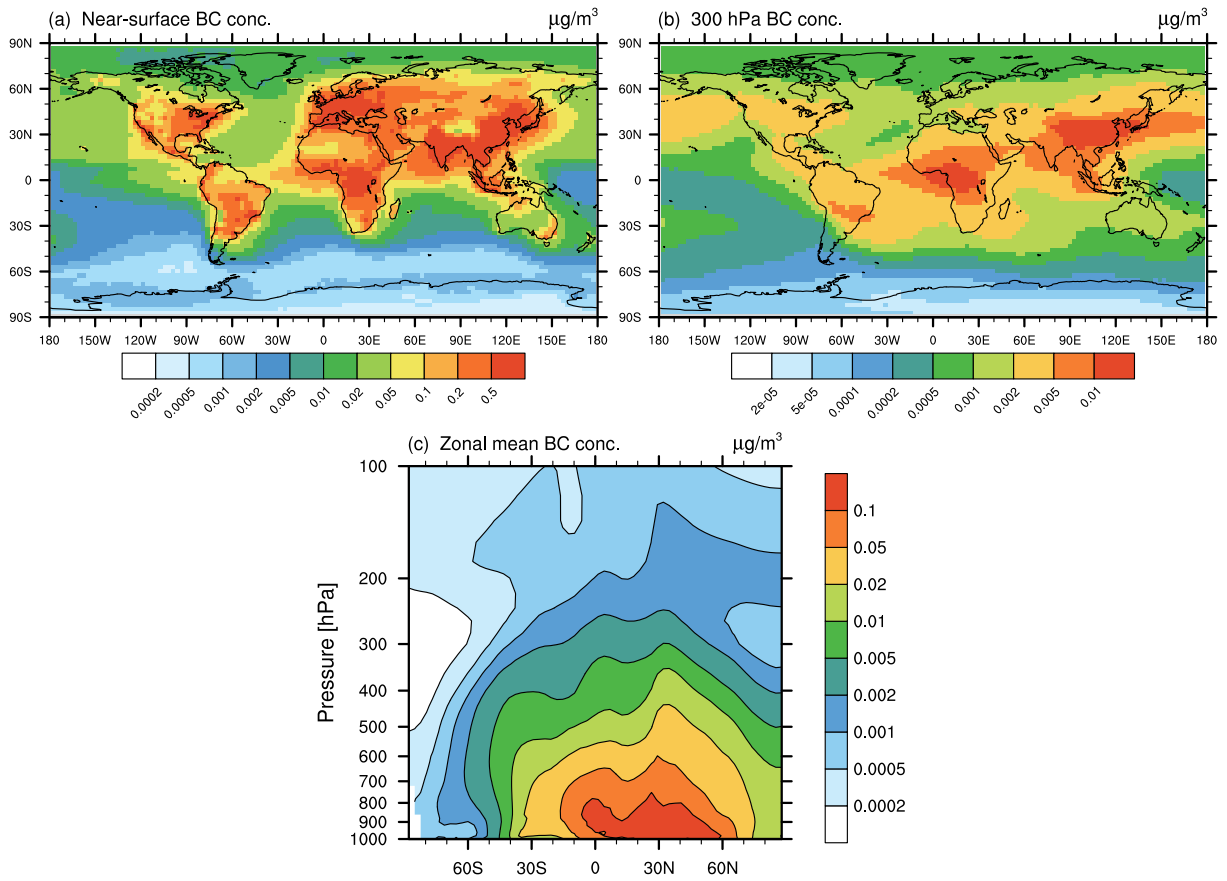 (a) Near-surface BC conc. μg/m³
90N
60N
30N
0
30S
60S
90S
180 150W 120W 90W 60W 30W 0 30E 60E 90E 120E 150E 180
0.0002 0.0005 0.001 0.002 0.005 0.01 0.02 0.05 0.1 0.2 0.5
(b) 300 hPa BC conc. μg/m³
90N
60N
30N
0
30S
60S
90S
180 150W 120W 90W 60W 30W 0 30E 60E 90E 120E 150E 180
2e-05 5e-05 0.0001 0.0002 0.0005 0.001 0.002 0.005 0.01
(c) Zonal mean BC conc. μg/m³
Pressure [hPa]
100
200
300
400
500
600
700
800
900
1000
60S 30S 0 30N 60N
0.1
0.05
0.02
0.01
0.005
0.002
0.001
0.0005
0.0002